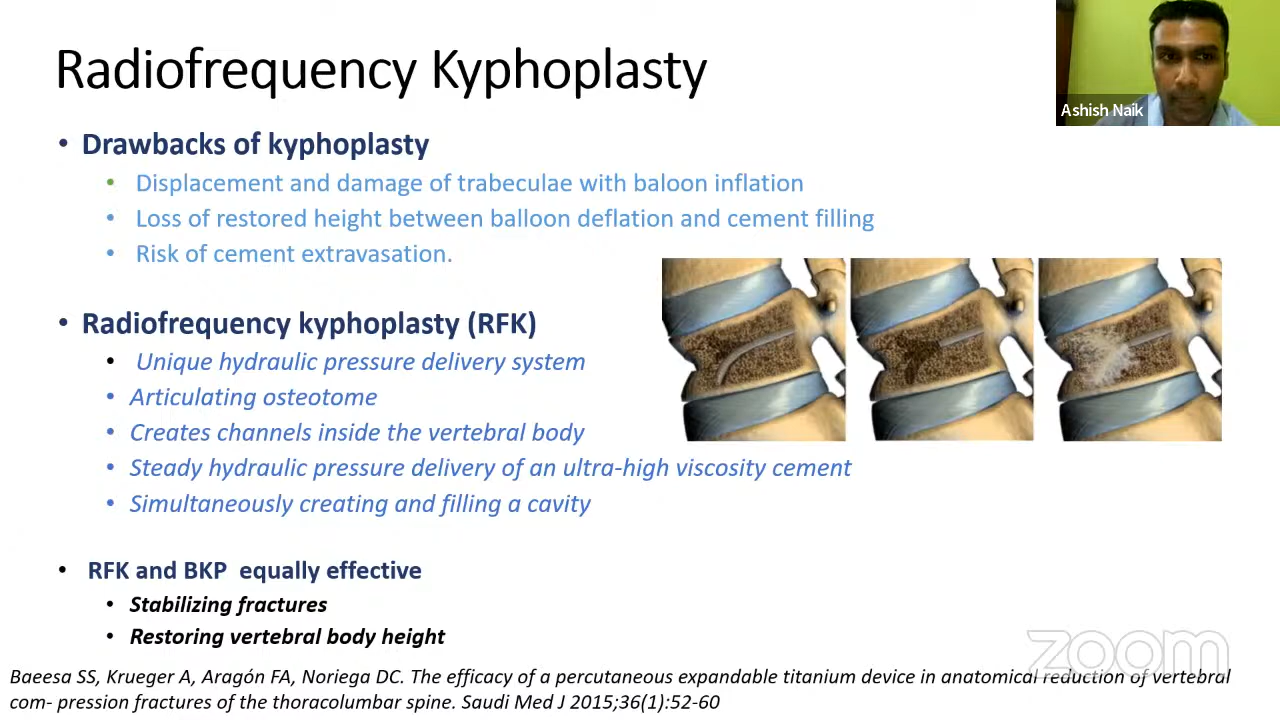 Radiofrequency Kyphoplasty
Ashish Naik
• Drawbacks of kyphoplasty
• Displacement and damage of trabeculae with baloon inflation
• Loss of restored height between balloon deflation and cement filling
• Risk of cement extravasation.
• Radiofrequency kyphoplasty (RFK)
• Unique hydraulic pressure delivery system
• Articulating osteotome
• Creates channels inside the vertebral body
• Steady hydraulic pressure delivery of an ultra-high viscosity cement
• Simultaneously creating and filling a cavity
• RFK and BKP equally effective
• Stabilizing fractures
• Restoring vertebral body height
zoom
Baeesa SS, Krueger A, Aragón FA, Noriega DC. The efficacy of a percutaneous expandable titanium device in anatomical reduction of vertebral
com- pression fractures of the thoracolumbar spine. Saudi Med J 2015;36(1):52-60